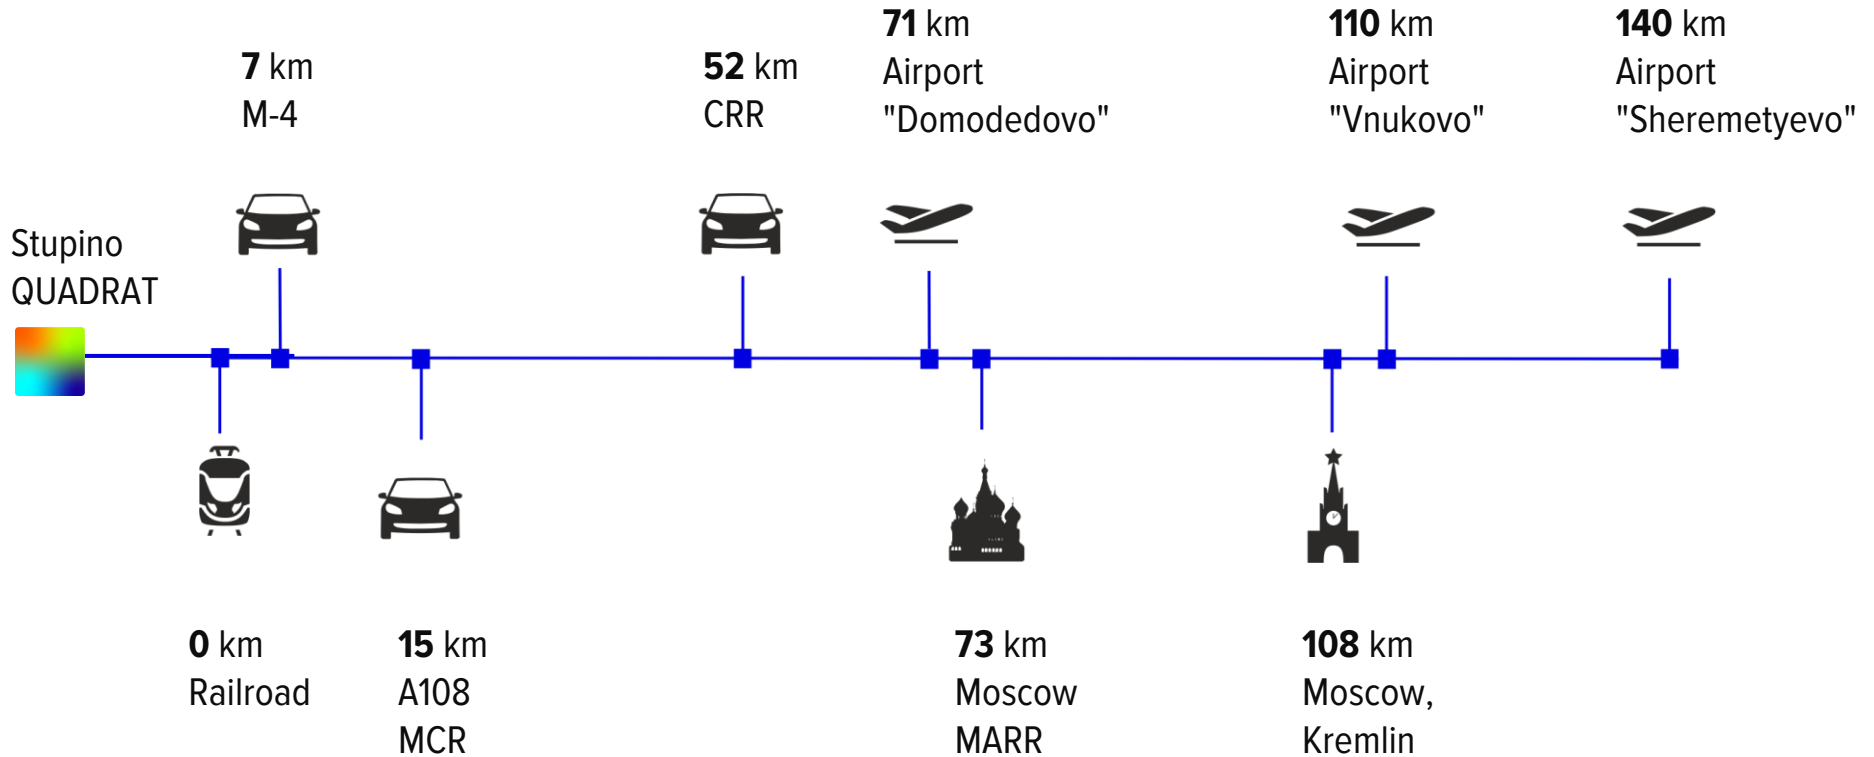 7 km
M-4
52 km
CRR
71 km
Airport
"Domodedovo"
110 km
Airport
"Vnukovo"
140 km
Airport
"Sheremetyevo"
Stupino
QUADRAT
0 km
Railroad
15 km
A108
MCR
73 km
Moscow
MARR
108 km
Moscow,
Kremlin